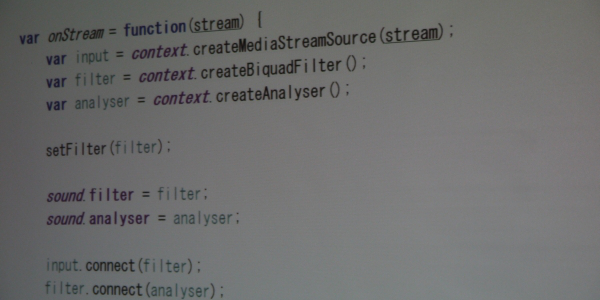 var onStream = function(stream) {
var input = context.createMediaStreamSource(stream);
var filter = context.createBiquadFilter();
var analyser = context.createAnalyser();
setFilter(filter);
sound.filter = filter;
sound.analyser = analyser;
input.connect(filter);
filter.connect(analyser);